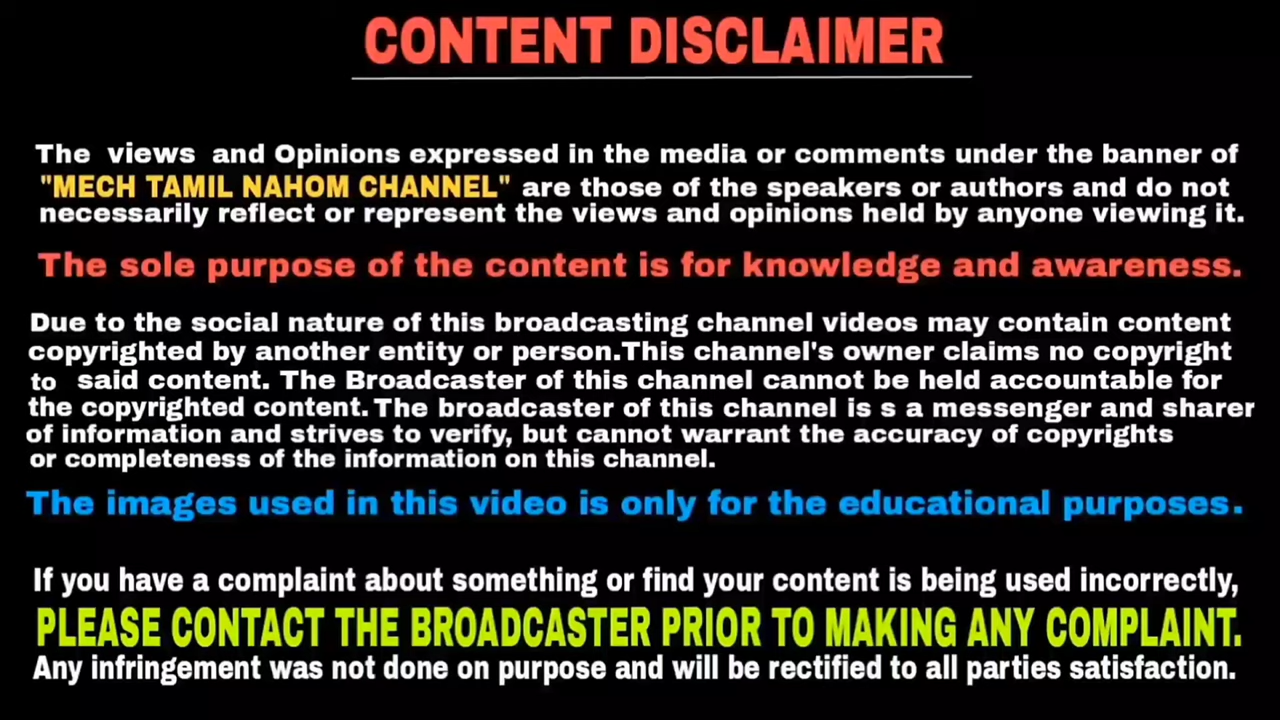 CONTENT DISCLAIMER
The views and Opinions expressed in the media or comments under the banner of
"MECH TAMIL NAHOM CHANNEL" are those of the speakers or authors and do not
necessarily reflect or represent the views and opinions held by anyone viewing it.
The sole purpose of the content is for knowledge and awareness.
Due to the social nature of this broadcasting channel videos may contain content
copyrighted by another entity or person.This channel's owner claims no copyright
to said content. The Broadcaster of this channel cannot be held accountable for
the copyrighted content. The broadcaster of this channel is s a messenger and sharer
of information and strives to verify, but cannot warrant the accuracy of copyrights
or completeness of the information on this channel.
The images used in this video is only for the educational purposes.
If you have a complaint about something or find your content is being used incorrectly,
PLEASE CONTACT THE BROADCASTER PRIOR TO MAKING ANY COMPLAINT.
Any infringement was not done on purpose and will be rectified to all parties satisfaction.